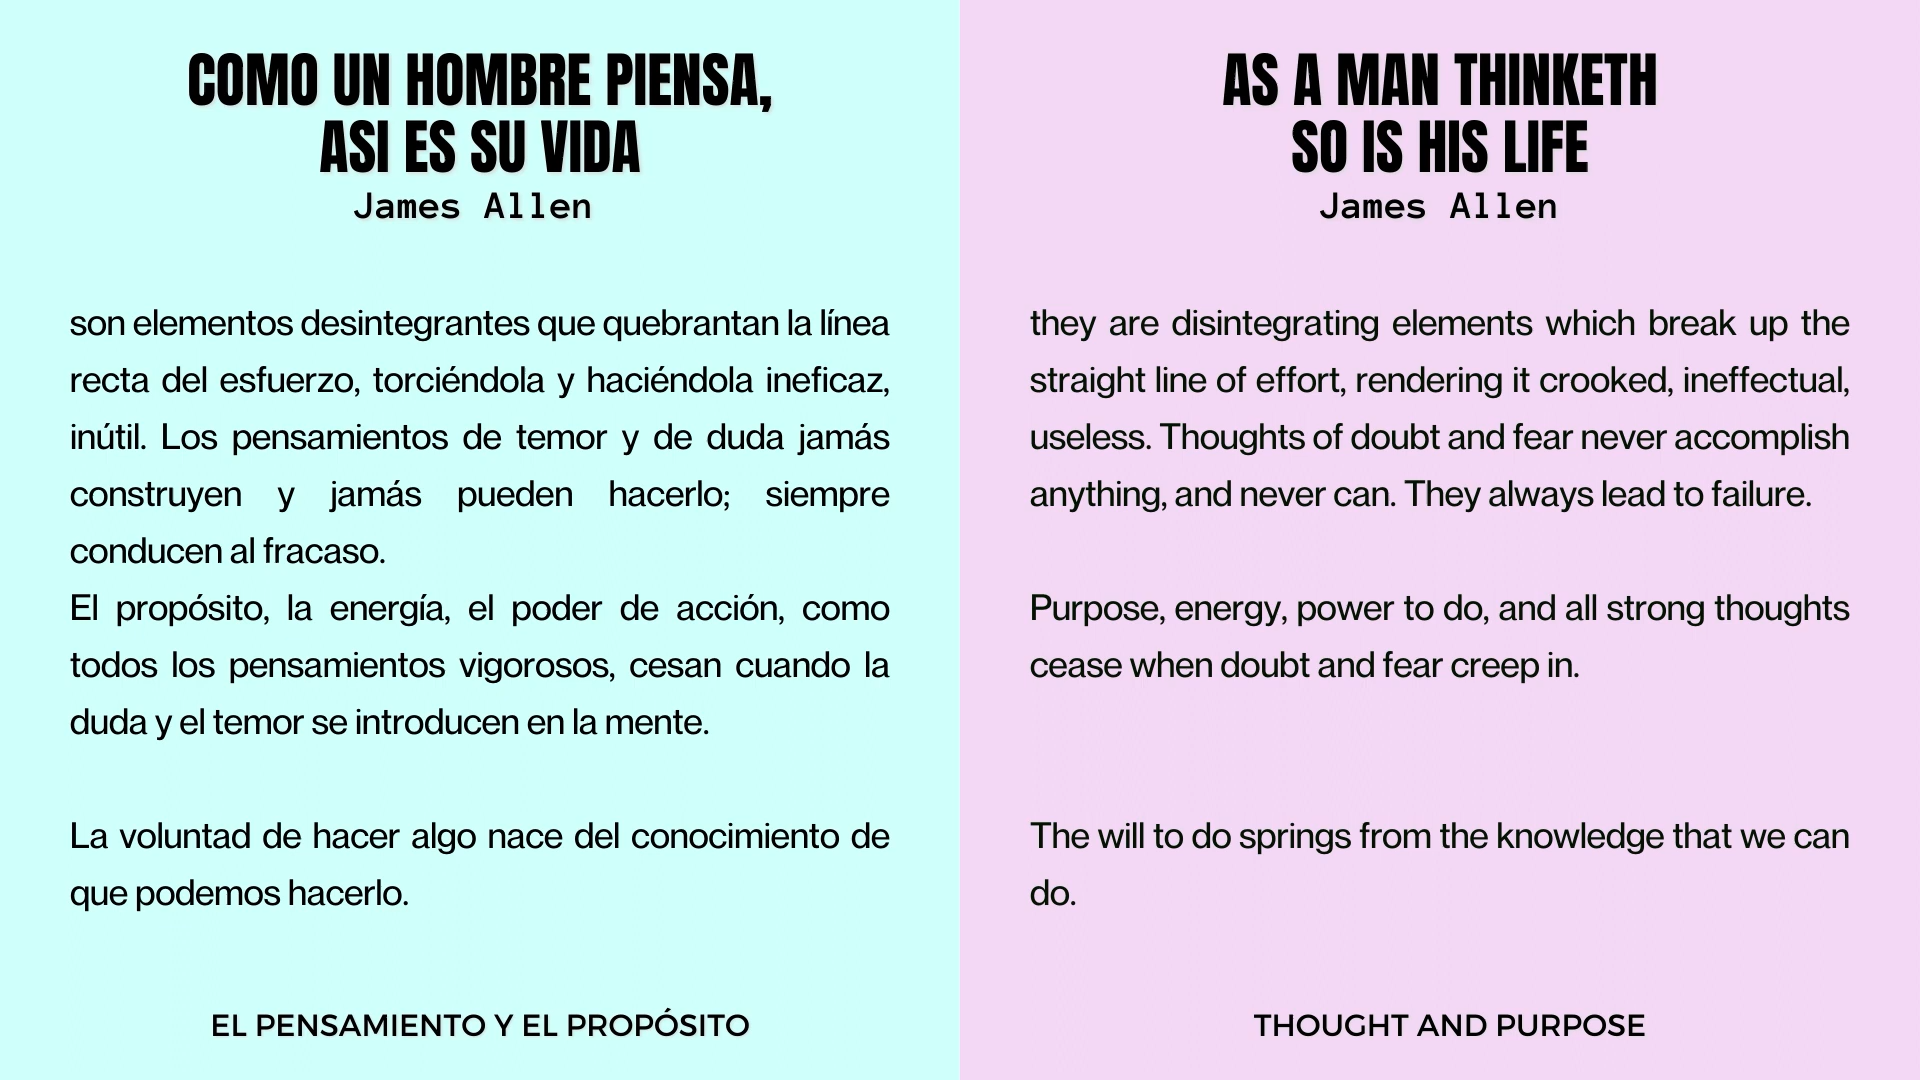 COMO UN HOMBRE PIENSA,
ASI ES SU VIDA
James Allen
son elementos desintegrantes que quebrantan la línea
recta del esfuerzo, torciéndola y haciéndola ineficaz,
inútil. Los pensamientos de temor y de duda jamás
construyen y jamás pueden hacerlo; siempre
conducen al fracaso.
El propósito, la energía, el poder de acción, como
todos los pensamientos vigorosos, cesan cuando la
duda y el temor se introducen en la mente.
La voluntad de hacer algo nace del conocimiento de
que podemos hacerlo.
EL PENSAMIENTO Y EL PROPÓSITO
AS A MAN THINKETH
SO IS HIS LIFE
James Allen
they are disintegrating elements which break up the
straight line of effort, rendering it crooked, ineffectual,
useless. Thoughts of doubt and fear never accomplish
anything, and never can. They always lead to failure.
Purpose, energy, power to do, and all strong thoughts
cease when doubt and fear creep in.
The will to do springs from the knowledge that we can
do.
THOUGHT AND PURPOSE